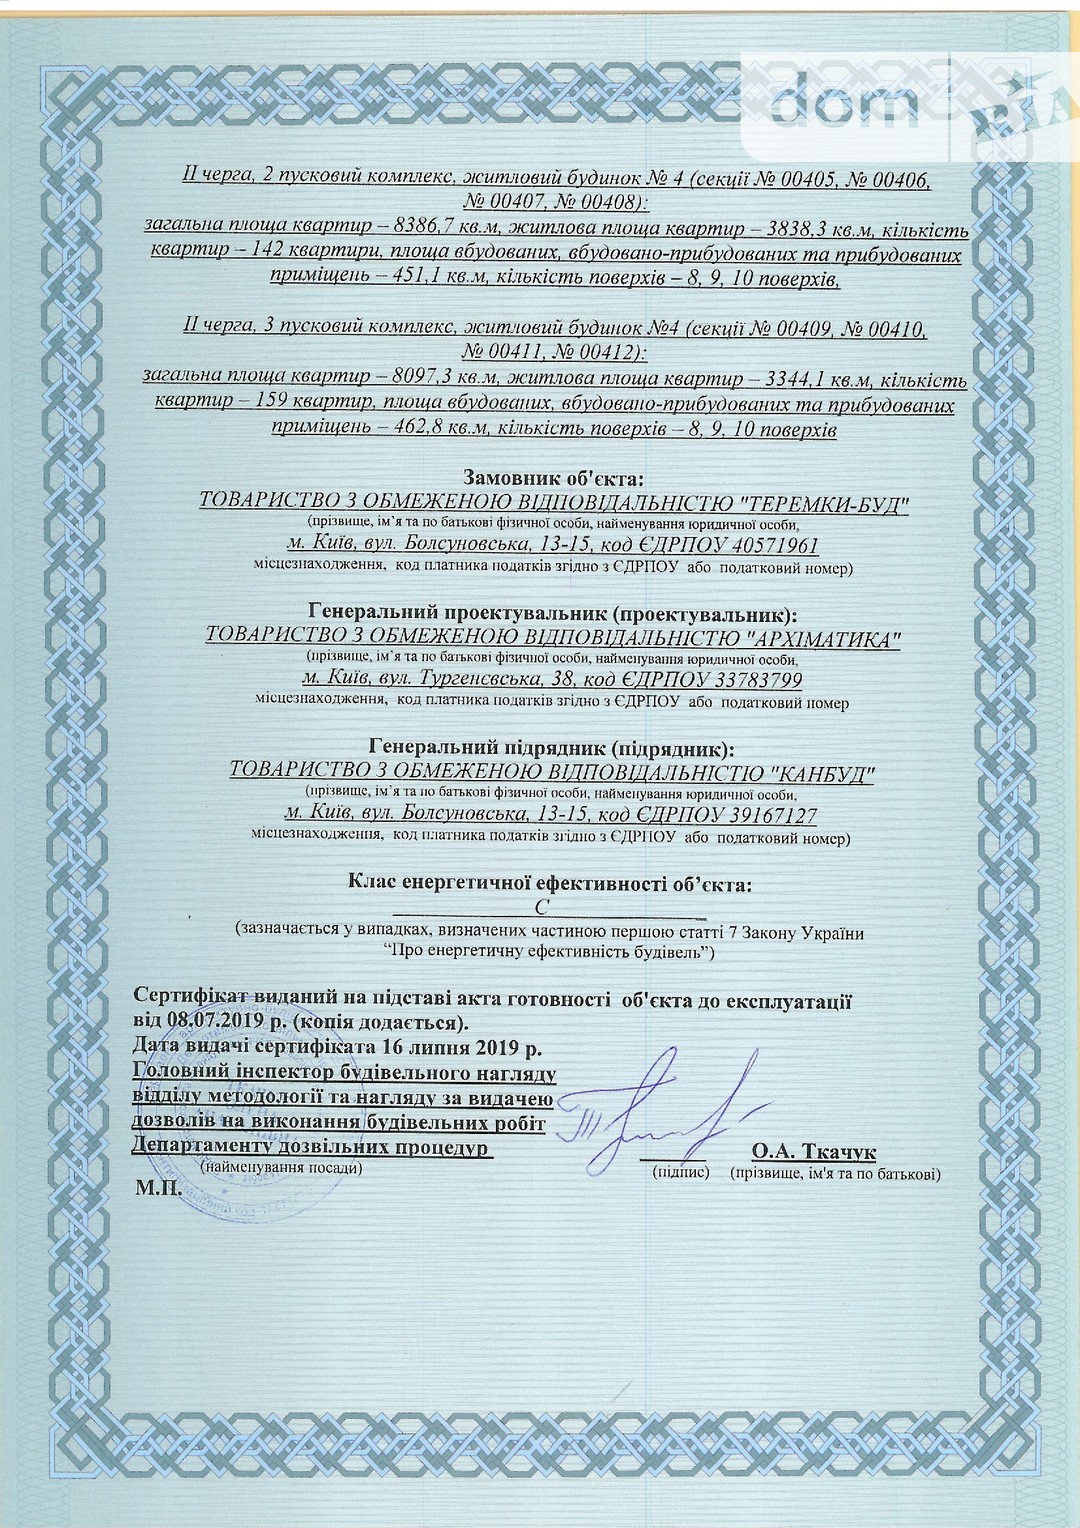 dom RIA
II черга, 2 пусковий комплекс, житловий будинок № 4 (секції № 00405, № 00406,
№ 00407, № 00408):
загальна площа квартир – 8386,7 кв.м, житлова площа квартир – 3838,3 кв.м, кількість
квартир – 142 квартири, площа вбудованих, вбудовано-прибудованих та прибудованих
приміщень – 451,1 кв.м, кількість поверхів – 8, 9, 10 поверхів,
II черга, 3 пусковий комплекс, житловий будинок №4 (секції № 00409, № 00410,
№ 00411, № 00412):
загальна площа квартир – 8097,3 кв.м, житлова площа квартир – 3344,1 кв.м, кількість
квартир – 159 квартир, площа вбудованих, вбудовано-прибудованих та прибудованих
приміщень – 462,8 кв.м, кількість поверхів – 8, 9, 10 поверхів
Замовник об'єкта:
ТОВАРИСТВО З ОБМЕЖЕНОЮ ВІДПОВІДАЛЬНІСТЮ "ТЕРЕМКИ-БУД"
(прізвище, ім’я та по батькові фізичної особи, найменування юридичної особи,
м. Київ, вул. Болсуновська, 13-15, код ЄДРПОУ 40571961
місцезнаходження, код платника податків згідно з ЄДРПОУ або податковий номер)
Генеральний проектувальник (проектувальник):
ТОВАРИСТВО З ОБМЕЖЕНОЮ ВІДПОВІДАЛЬНІСТЮ "АРХІМАТИКА"
(прізвище, ім’я та по батькові фізичної особи, найменування юридичної особи,
м. Київ, вул. Тургенєвська, 38, код ЄДРПОУ 33783799
місцезнаходження, код платника податків згідно з ЄДРПОУ або податковий номер
Генеральний підрядник (підрядник):
ТОВАРИСТВО З ОБМЕЖЕНОЮ ВІДПОВІДАЛЬНІСТЮ "КАНБУД"
(прізвище, ім’я та по батькові фізичної особи, найменування юридичної особи,
м. Київ, вул. Болсуновська, 13-15, код ЄДРПОУ 39167127
місцезнаходження, код платника податків згідно з ЄДРПОУ або податковий номер)
Клас енергетичної ефективності об’єкта:
С
(зазначається у випадках, визначених частиною першою статті 7 Закону України
“Про енергетичну ефективність будівель”)
Сертифікат виданий на підставі акта готовності об'єкта до експлуатації
від 08.07.2019 р. (копія додається).
Дата видачі сертифіката 16 липня 2019 р.
Головний інспектор будівельного нагляду
відділу методології та нагляду за видачею
дозволів на виконання будівельних робіт
Департаменту дозвільних процедур
О.А. Ткачук
(найменування посади)
(підпис)
(прізвище, ім'я та по батькові)
М.П.